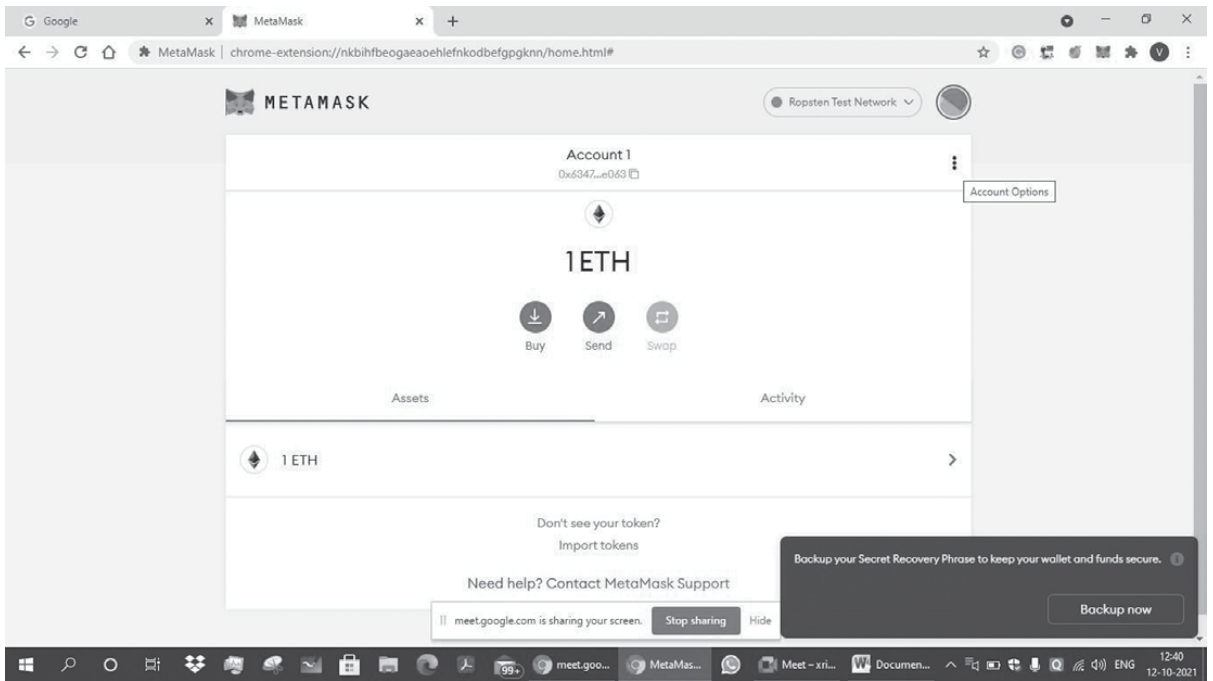 Google
MetaMask
MetaMask | chrome-extension://nkbihfbeogaeaoehlefnkodbefgpgknn/home.html#
V
METAMASK
Ropsten Test Network
Account 1
0x6347...e063
Account Options
1 ETH
Buy Send Swap
Assets Activity
1 ETH
Don't see your token?
Import tokens
Need help? Contact MetaMask Support
Backup your Secret Recovery Phrase to keep your wallet and funds secure.
Backup now
meet.google.com is sharing your screen. Stop sharing Hide
99+ meet.goo... MetaMas... Meet – xri... Documen... ENG
12:40
12-10-2021